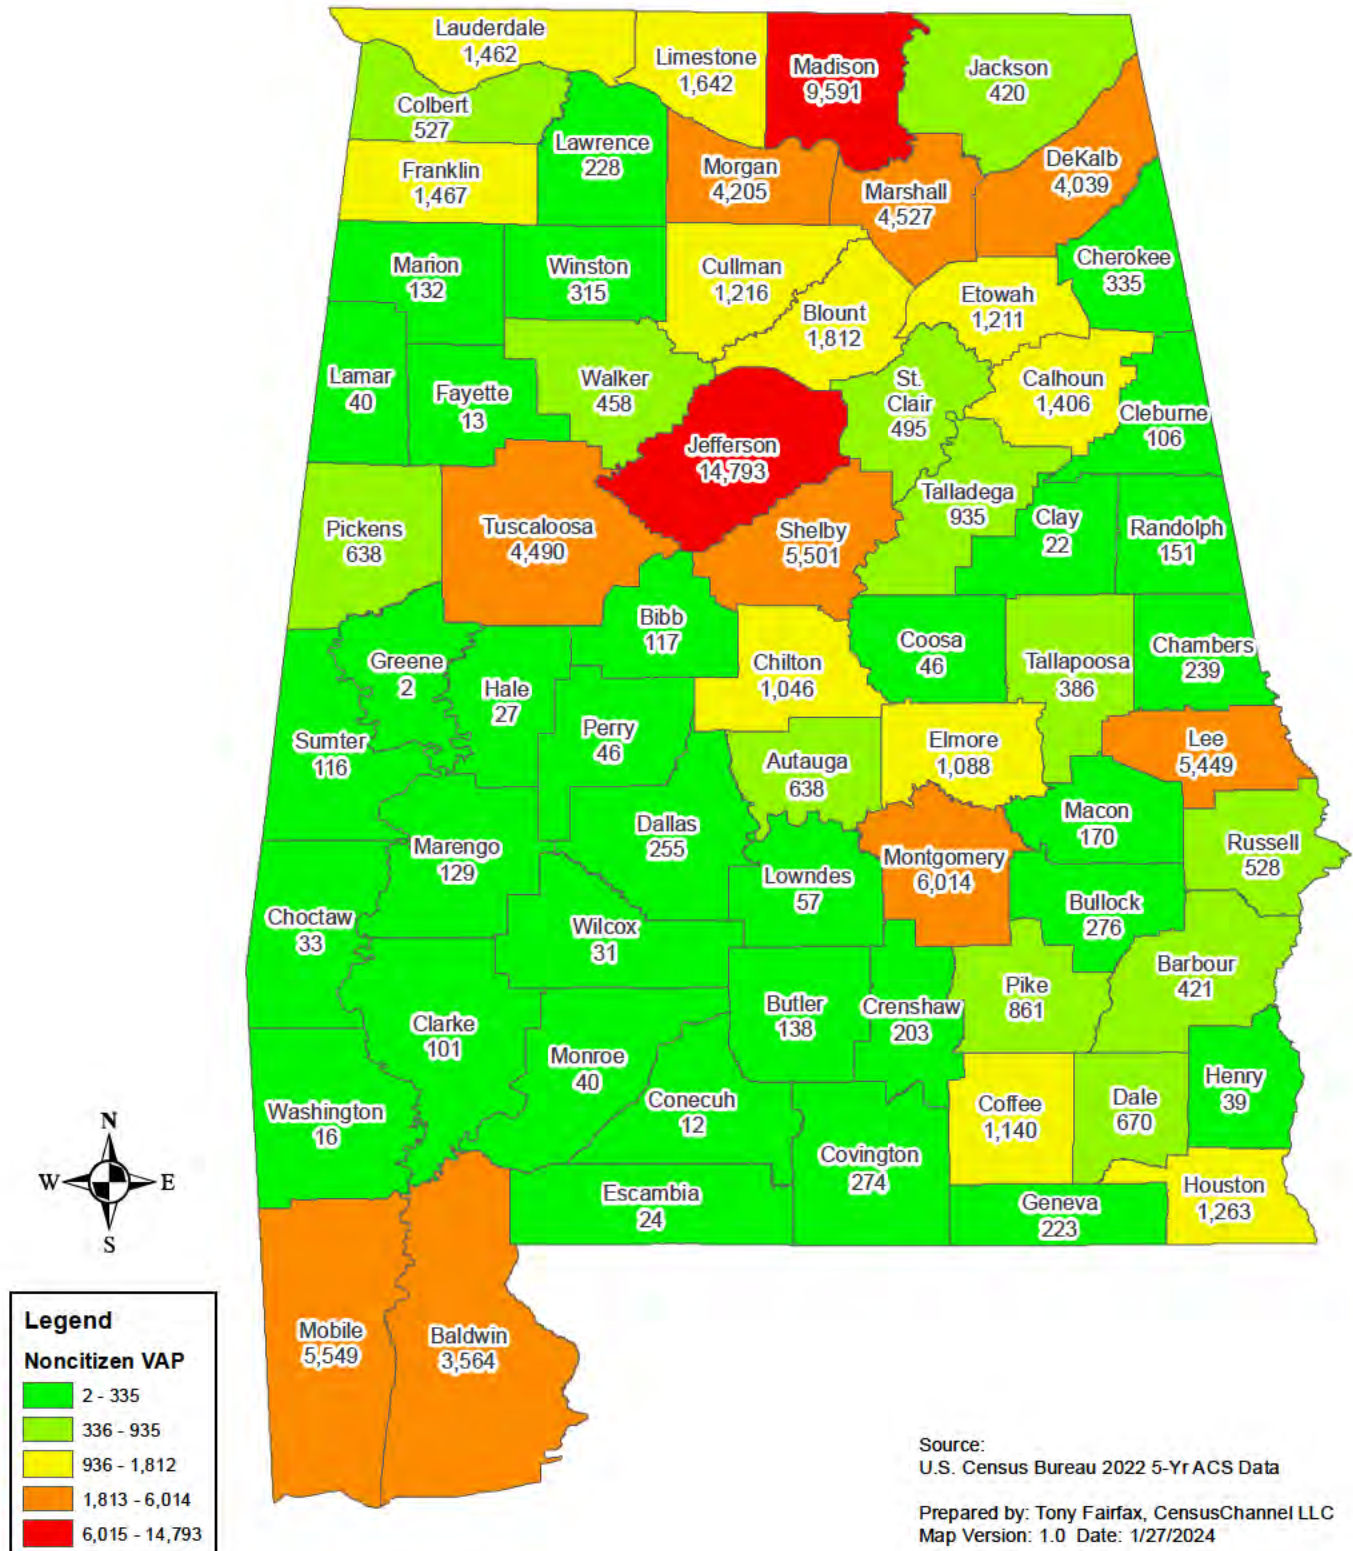 Lauderdale
1,462
Limestone
1,642
Madison
9,591
Jackson
420
Colbert
527
Lawrence
228
Franklin
1,467
Morgan
4,205
Marshall
4,527
DeKalb
4,039
Marion
132
Winston
315
Cullman
1,216
Blount
1,812
Etowah
1,211
Cherokee
335
Lamar
40
Fayette
13
Walker
458
St.
Clair
495
Calhoun
1,406
Cleburne
106
Jefferson
14,793
Pickens
638
Tuscaloosa
4,490
Shelby
5,501
Talladega
935
Clay
22
Randolph
151
Bibb
117
Greene
2
Hale
27
Chilton
1,046
Coosa
46
Tallapoosa
386
Chambers
239
Sumter
116
Perry
46
Autauga
638
Elmore
1,088
Lee
5,449
Marengo
129
Dallas
255
Lowndes
57
Montgomery
6,014
Macon
170
Russell
528
Choctaw
33
Wilcox
31
Bullock
276
Barbour
421
Clarke
101
Monroe
40
Butler
138
Crenshaw
203
Pike
861
Washington
16
Conecuh
12
Covington
274
Coffee
1,140
Dale
670
Henry
39
Escambia
24
Geneva
223
Houston
1,263
Mobile
5,549
Baldwin
3,564
N
W E
S
Legend
Noncitizen VAP
2 - 335
336 - 935
936 - 1,812
1,813 - 6,014
6,015 - 14,793
Source:
U.S. Census Bureau 2022 5-Yr ACS Data
Prepared by: Tony Fairfax, CensusChannel LLC
Map Version: 1.0 Date: 1/27/2024